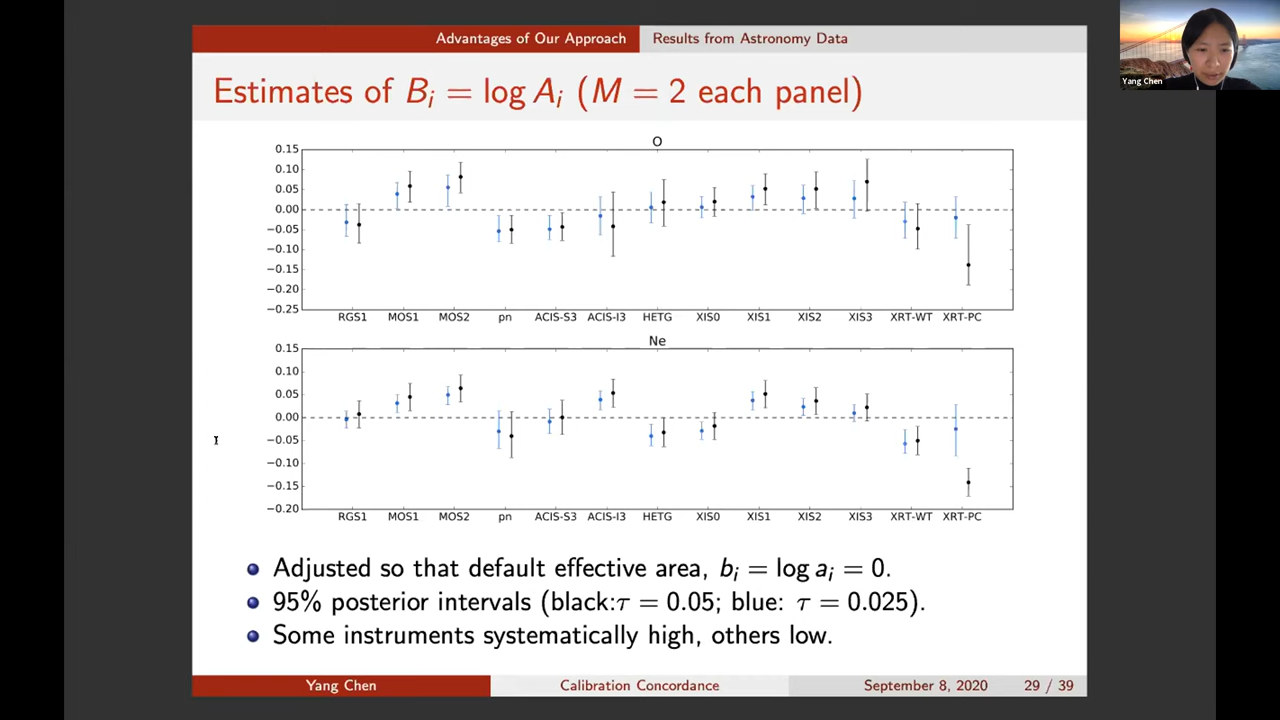 Advantages of Our Approach Results from Astronomy Data
Yang Chen
Estimates of Bᵢ = log Aᵢ (M = 2 each panel)
O
0.15
0.10
0.05
0.00
−0.05
−0.10
−0.15
−0.20
−0.25
RGS1 MOS1 MOS2 pn ACIS-S3 ACIS-I3 HETG XIS0 XIS1 XIS2 XIS3 XRT-WT XRT-PC
Ne
0.15
0.10
0.05
0.00
−0.05
−0.10
−0.15
−0.20
RGS1 MOS1 MOS2 pn ACIS-S3 ACIS-I3 HETG XIS0 XIS1 XIS2 XIS3 XRT-WT XRT-PC
Adjusted so that default effective area, bᵢ = log aᵢ = 0.
95% posterior intervals (black:τ = 0.05; blue: τ = 0.025).
Some instruments systematically high, others low.
Yang Chen Calibration Concordance September 8, 2020 29 / 39